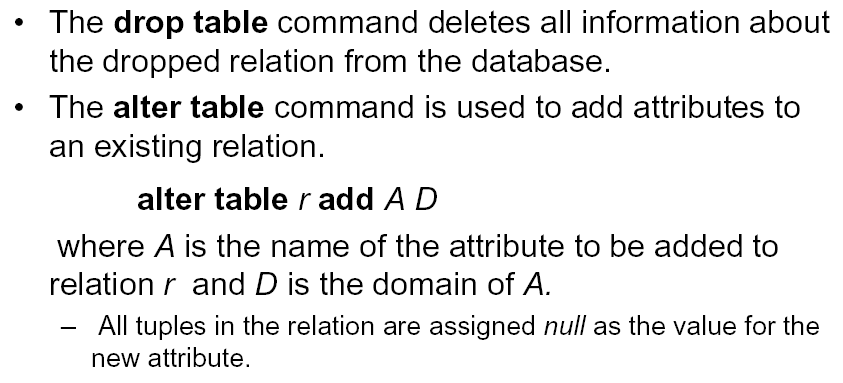 • The drop table command deletes all information about
the dropped relation from the database.
• The alter table command is used to add attributes to
an existing relation.
alter table r add A D
where A is the name of the attribute to be added to
relation r and D is the domain of A.
– All tuples in the relation are assigned null as the value for the
new attribute.